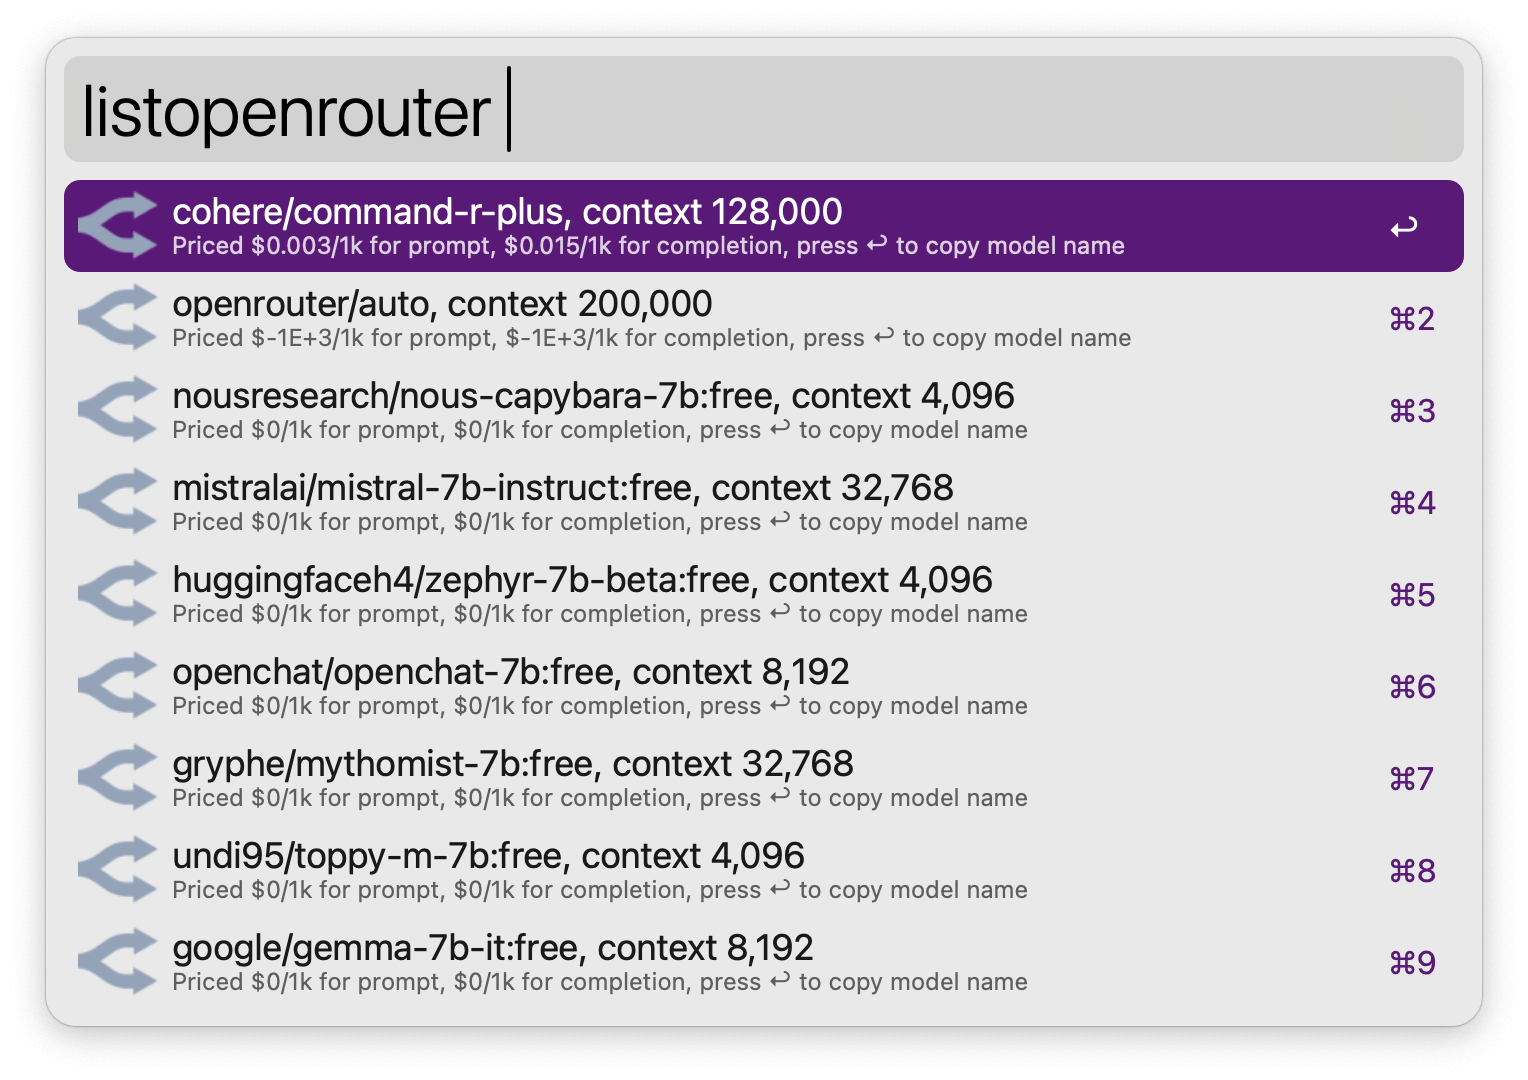 listopenrouter
cohere/command-r-plus, context 128,000
Priced $0.003/1k for prompt, $0.015/1k for completion, press ↩ to copy model name
↩
openrouter/auto, context 200,000
Priced $-1E+3/1k for prompt, $-1E+3/1k for completion, press ↩ to copy model name
⌘2
nousresearch/nous-capybara-7b:free, context 4,096
Priced $0/1k for prompt, $0/1k for completion, press ↩ to copy model name
⌘3
mistralai/mistral-7b-instruct:free, context 32,768
Priced $0/1k for prompt, $0/1k for completion, press ↩ to copy model name
⌘4
huggingfaceh4/zephyr-7b-beta:free, context 4,096
Priced $0/1k for prompt, $0/1k for completion, press ↩ to copy model name
⌘5
openchat/openchat-7b:free, context 8,192
Priced $0/1k for prompt, $0/1k for completion, press ↩ to copy model name
⌘6
gryphe/mythomist-7b:free, context 32,768
Priced $0/1k for prompt, $0/1k for completion, press ↩ to copy model name
⌘7
undi95/toppy-m-7b:free, context 4,096
Priced $0/1k for prompt, $0/1k for completion, press ↩ to copy model name
⌘8
google/gemma-7b-it:free, context 8,192
Priced $0/1k for prompt, $0/1k for completion, press ↩ to copy model name
⌘9